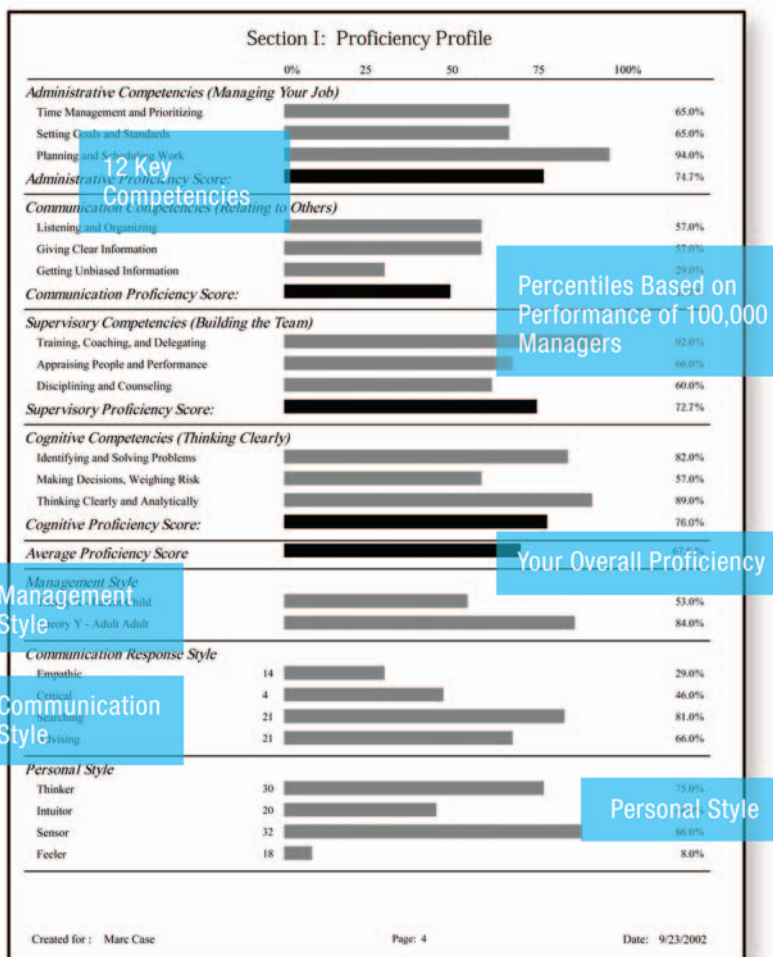 Section I: Proficiency Profile
0% 25 50 75 100%
Administrative Competencies (Managing Your Job)
Time Management and Prioritizing 65.0%
Setting Goals and Standards 65.0%
Planning and Scheduling Work 94.0%
12 Key
Competencies
Administrative Proficiency Score: 74.7%
Communication Competencies (Relating to Others)
Listening and Organizing 57.0%
Giving Clear Information 57.0%
Getting Unbiased Information 29.0%
Communication Proficiency Score:
Percentiles Based on
Performance of 100,000
Managers
Supervisory Competencies (Building the Team)
Training, Coaching, and Delegating 92.0%
Appraising People and Performance 66.0%
Disciplining and Counseling 60.0%
Supervisory Proficiency Score: 72.7%
Cognitive Competencies (Thinking Clearly)
Identifying and Solving Problems 82.0%
Making Decisions, Weighing Risk 57.0%
Thinking Clearly and Analytically 89.0%
Cognitive Proficiency Score: 76.0%
Average Proficiency Score
Your Overall Proficiency
Management Style
Child 53.0%
Theory Y - Adult Adult 84.0%
Management
Style
Communication Response Style
Empathic 14 29.0%
Critical 4 46.0%
Searching 21 81.0%
Advising 21 66.0%
Communication
Style
Personal Style
Thinker 30 75.0%
Intuitor 20
Sensor 32 86.0%
Feeler 18 8.0%
Personal Style
Created for : Marc Case Page: 4 Date: 9/23/2002